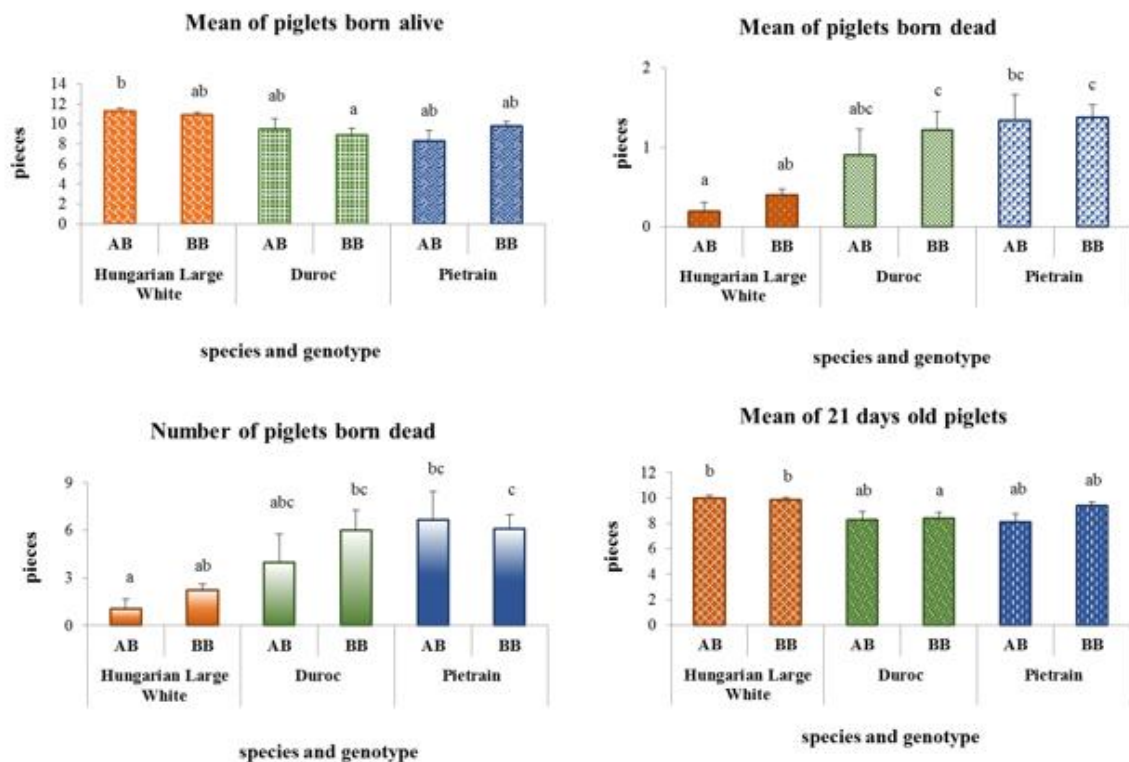 Mean of piglets born alive
pieces
14
12
10
8
6
4
2
0
b
ab
ab
a
ab
ab
AB
BB
AB
BB
AB
BB
Hungarian Large
White
Duroc
Pietrain
species and genotype
Mean of piglets born dead
pieces
2
1
0
a
ab
abc
c
bc
c
AB
BB
AB
BB
AB
BB
Hungarian Large
White
Duroc
Pietrain
species and genotype
Number of piglets born dead
pieces
9
6
3
0
a
ab
abc
bc
bc
c
AB
BB
AB
BB
AB
BB
Hungarian Large
White
Duroc
Pietrain
species and genotype
Mean of 21 days old piglets
pieces
12
10
8
6
4
2
0
b
b
ab
a
ab
ab
AB
BB
AB
BB
AB
BB
Hungarian Large
White
Duroc
Pietrain
species and genotype